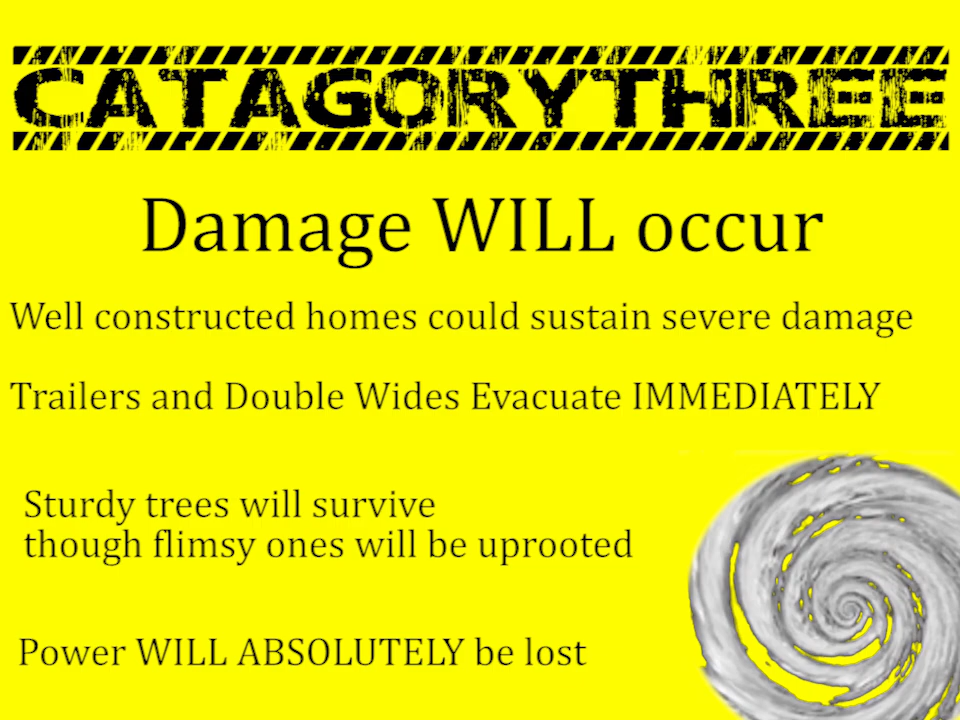 CATAGORYTHREE
Damage WILL occur
Well constructed homes could sustain severe damage
Trailers and Double Wides Evacuate IMMEDIATELY
Sturdy trees will survive
though flimsy ones will be uprooted
Power WILL ABSOLUTELY be lost